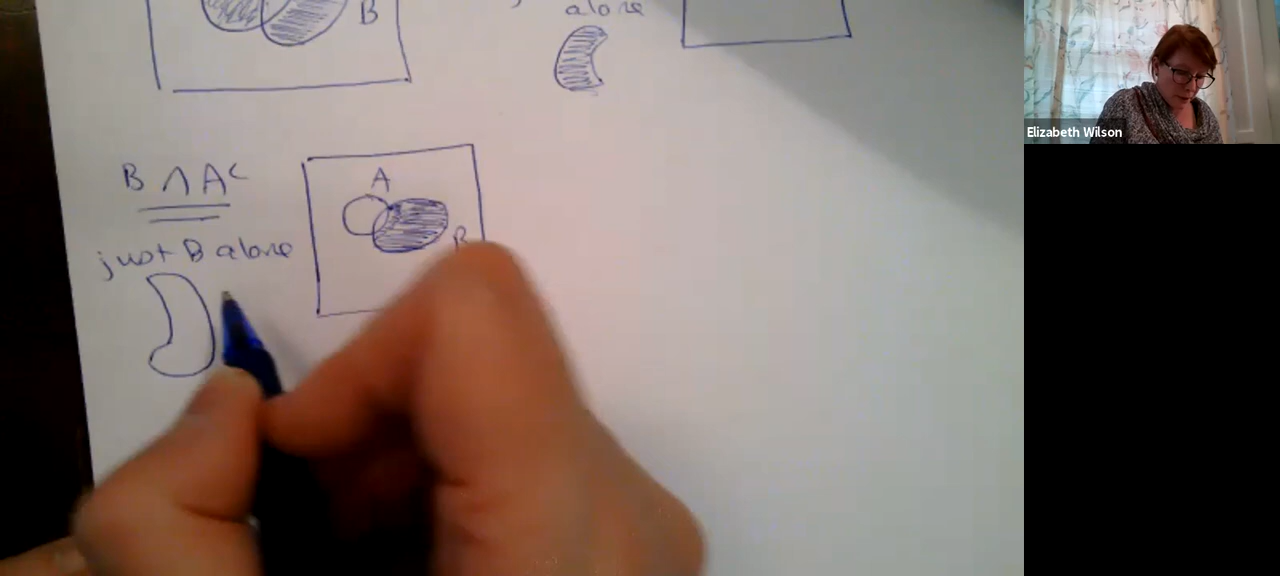 B
alone
B ∩ Aᶜ
just B alone
A
B
Elizabeth Wilson